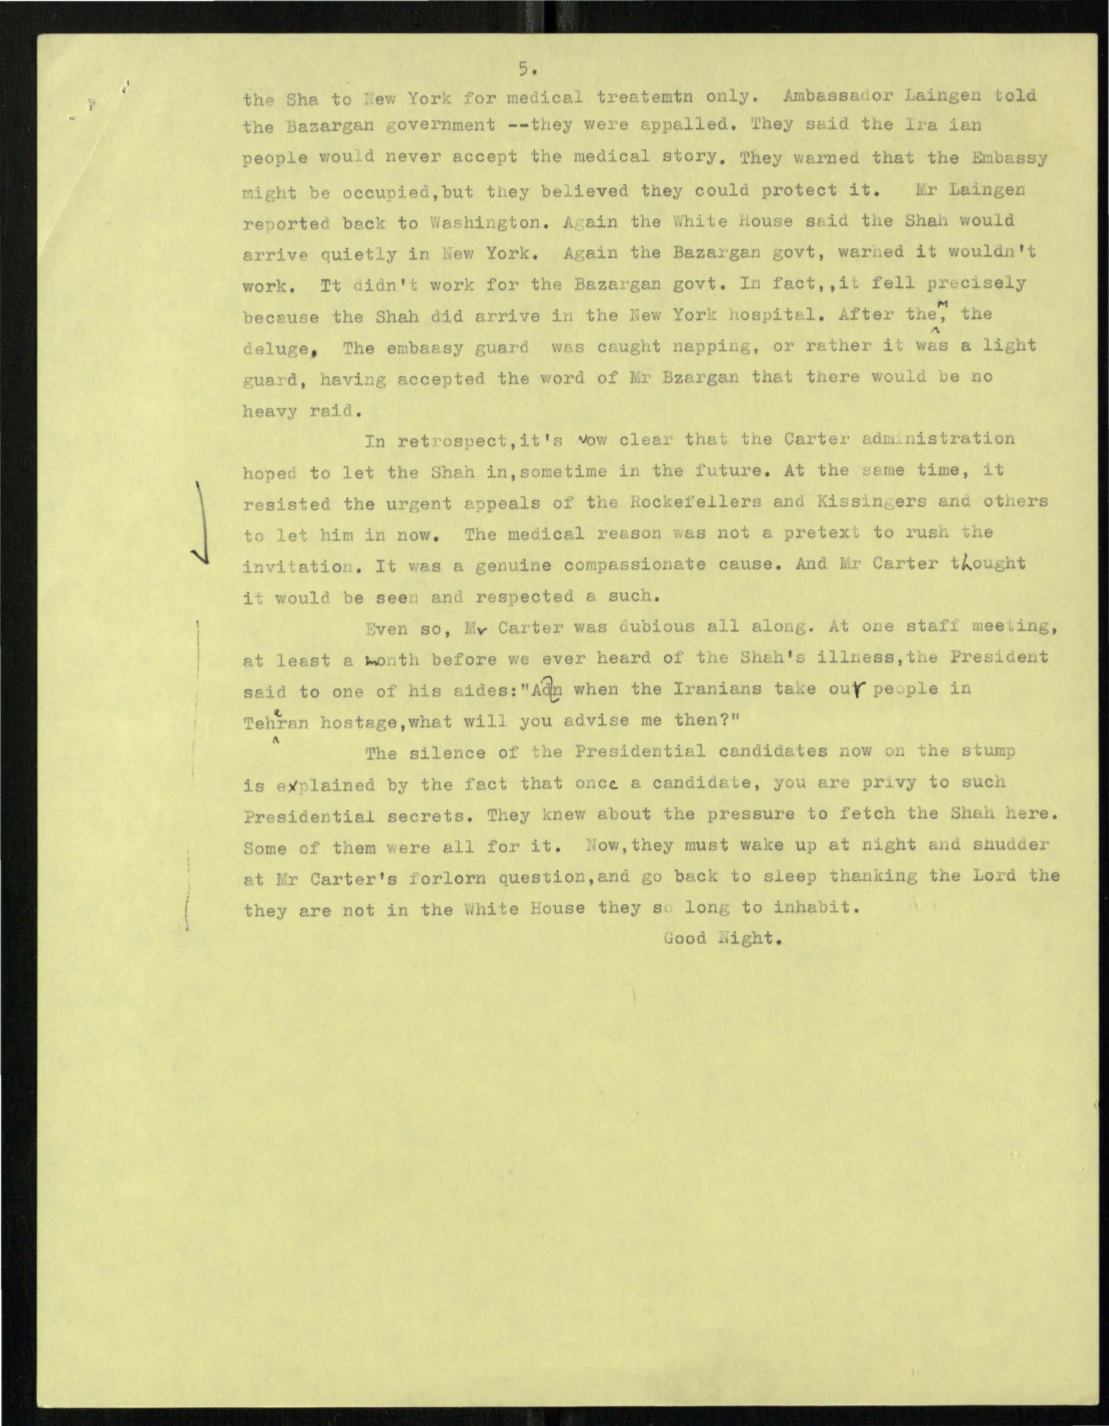 5.
the Sha to New York for medical treatemtn only. Ambassador Laingen told
the Bazargan government --they were appalled. They said the Ira ian
people would never accept the medical story. They warned that the Embassy
might be occupied,but they believed they could protect it. Mr Laingen
reported back to Washington. Again the White House said the Shah would
arrive quietly in New York. Again the Bazargan govt, warned it wouldn't
work. Tt didn't work for the Bazargan govt. In fact,,it fell precisely
because the Shah did arrive in the New York hospital. After them, the
deluge. The embaasy guard was caught napping, or rather it was a light
guard, having accepted the word of Mr Bzargan that there would be no
heavy raid.
In retrospect,it's now clear that the Carter administration
hoped to let the Shah in,sometime in the future. At the same time, it
resisted the urgent appeals of the Rockefellers and Kissingers and others
to let him in now. The medical reason was not a pretext to rush the
invitation. It was a genuine compassionate cause. And Mr Carter thought
it would be seen and respected a such.
Even so, Mr Carter was dubious all along. At one staff meeting,
at least a month before we ever heard of the Shah's illness,the President
said to one of his aides:"Adn when the Iranians take our people in
Teheran hostage,what will you advise me then?"
The silence of the Presidential candidates now on the stump
is explained by the fact that once a candidate, you are privy to such
Presidential secrets. They knew about the pressure to fetch the Shah here.
Some of them were all for it. Now,they must wake up at night and shudder
at Mr Carter's forlorn question,and go back to sleep thanking the Lord the
they are not in the White House they so long to inhabit.
Good Night.